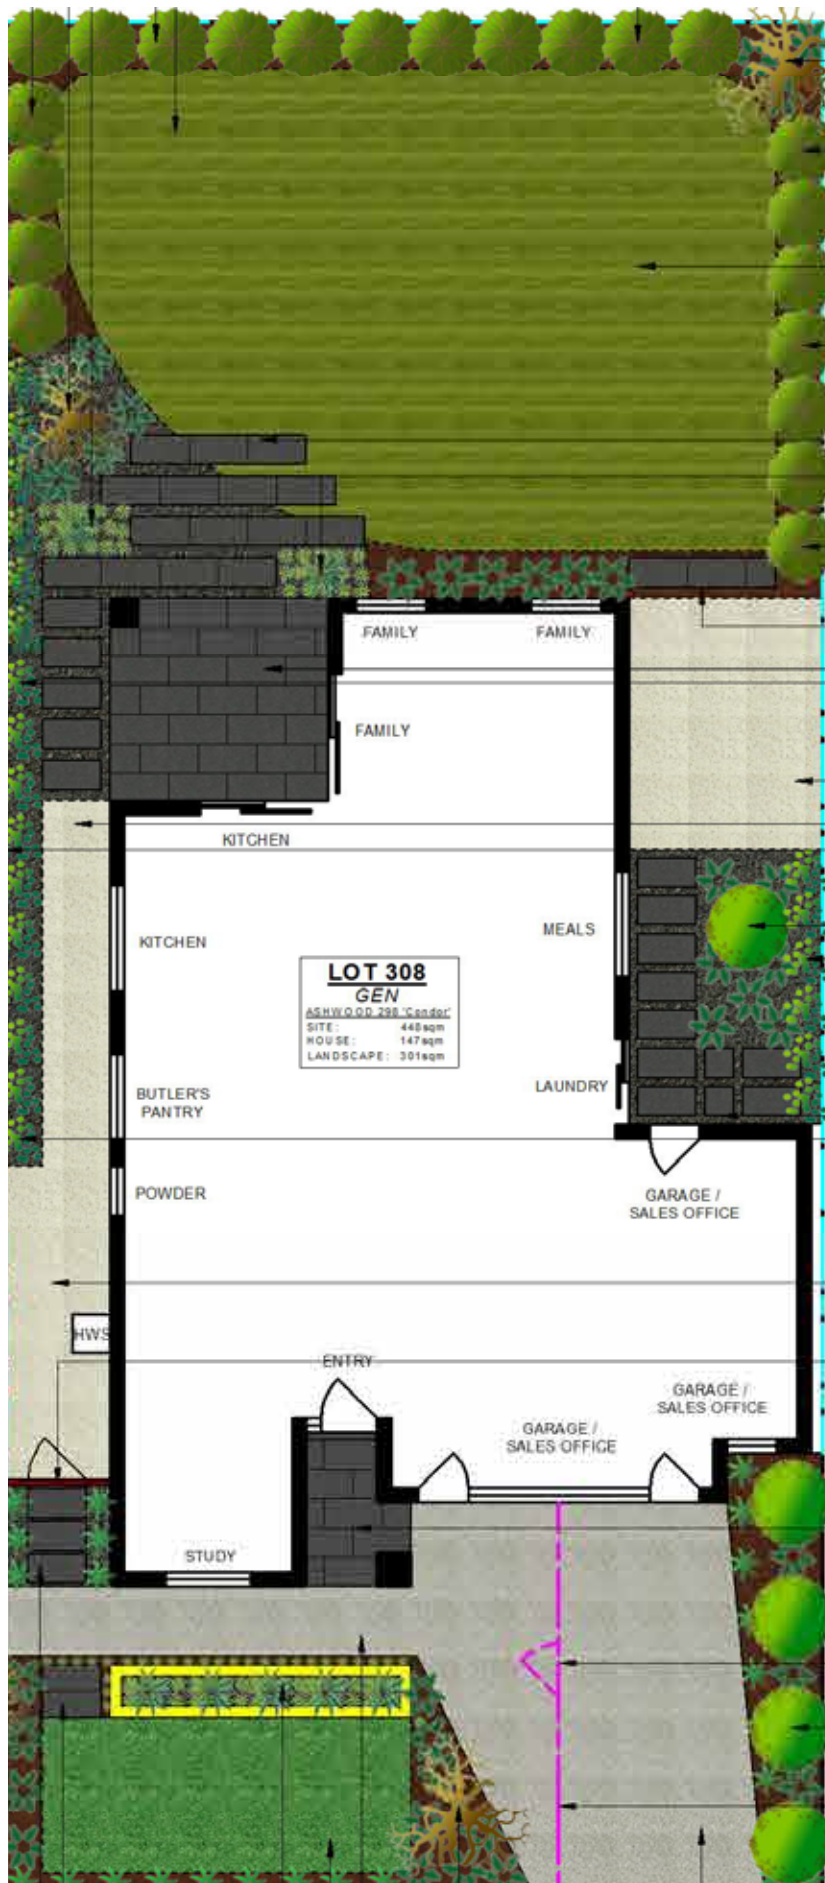 FAMILY
FAMILY
FAMILY
KITCHEN
KITCHEN
MEALS
LOT 308
GEN
ASHWOOD 298 'Condor'
SITE: 448sqm
HOUSE: 147sqm
LANDSCAPE: 301sqm
BUTLER'S
PANTRY
LAUNDRY
POWDER
GARAGE /
SALES OFFICE
HWS
ENTRY
GARAGE /
SALES OFFICE
GARAGE /
SALES OFFICE
STUDY